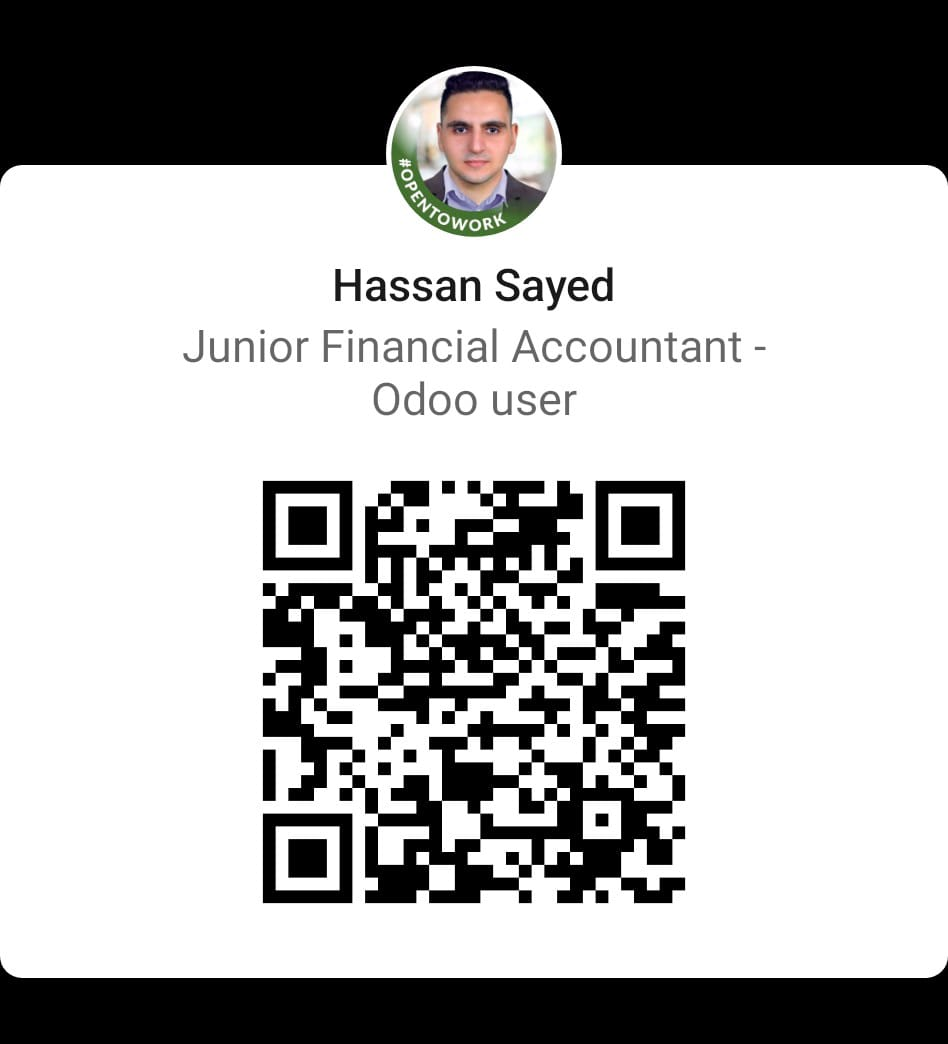 #OPENTOWORK
Hassan Sayed
Junior Financial Accountant -
Odoo user